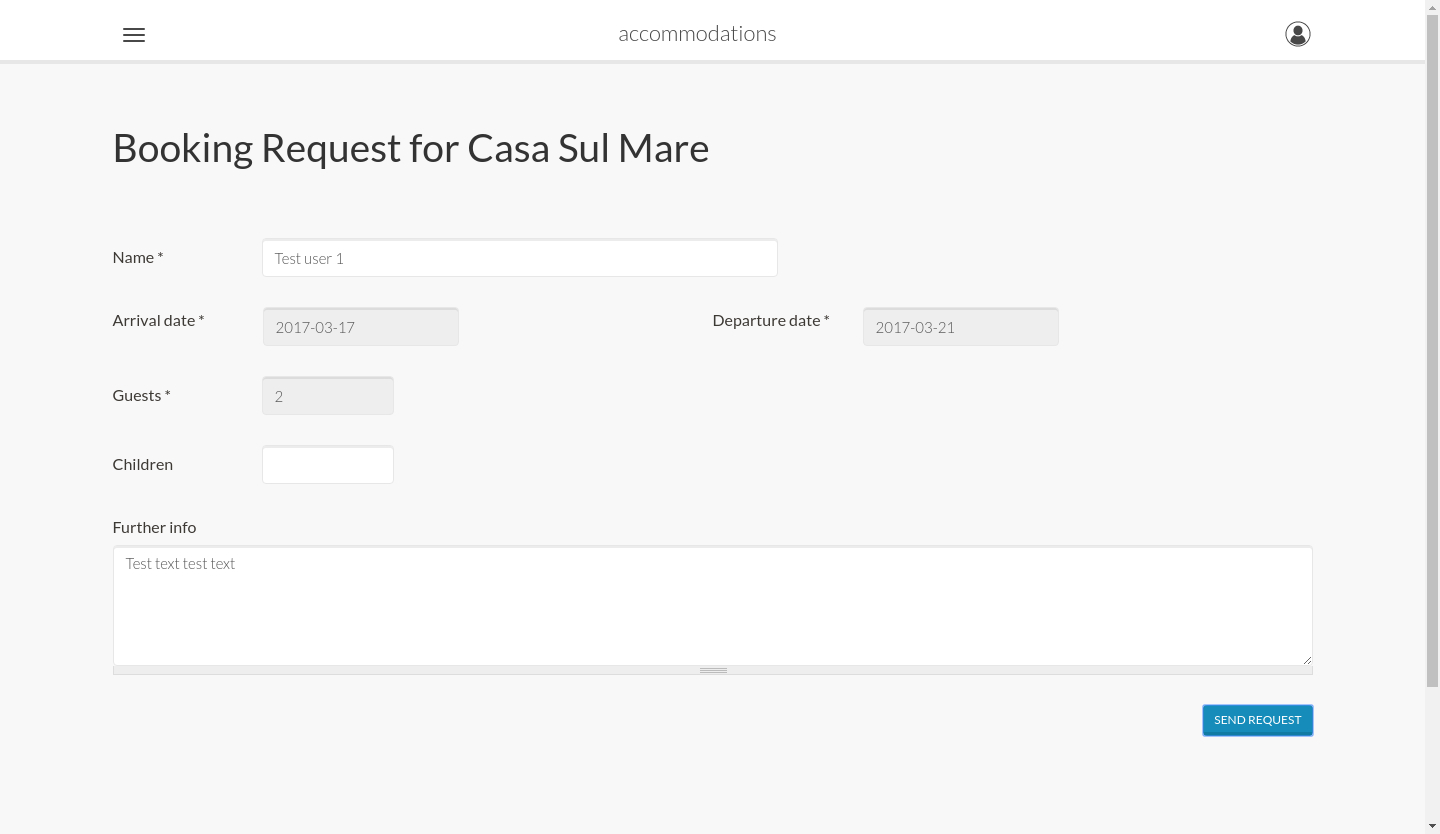 accommodations
Booking Request for Casa Sul Mare
Name *
Test user 1
Arrival date *
2017-03-17
Departure date *
2017-03-21
Guests *
2
Children
Further info
Test text test text
SEND REQUEST